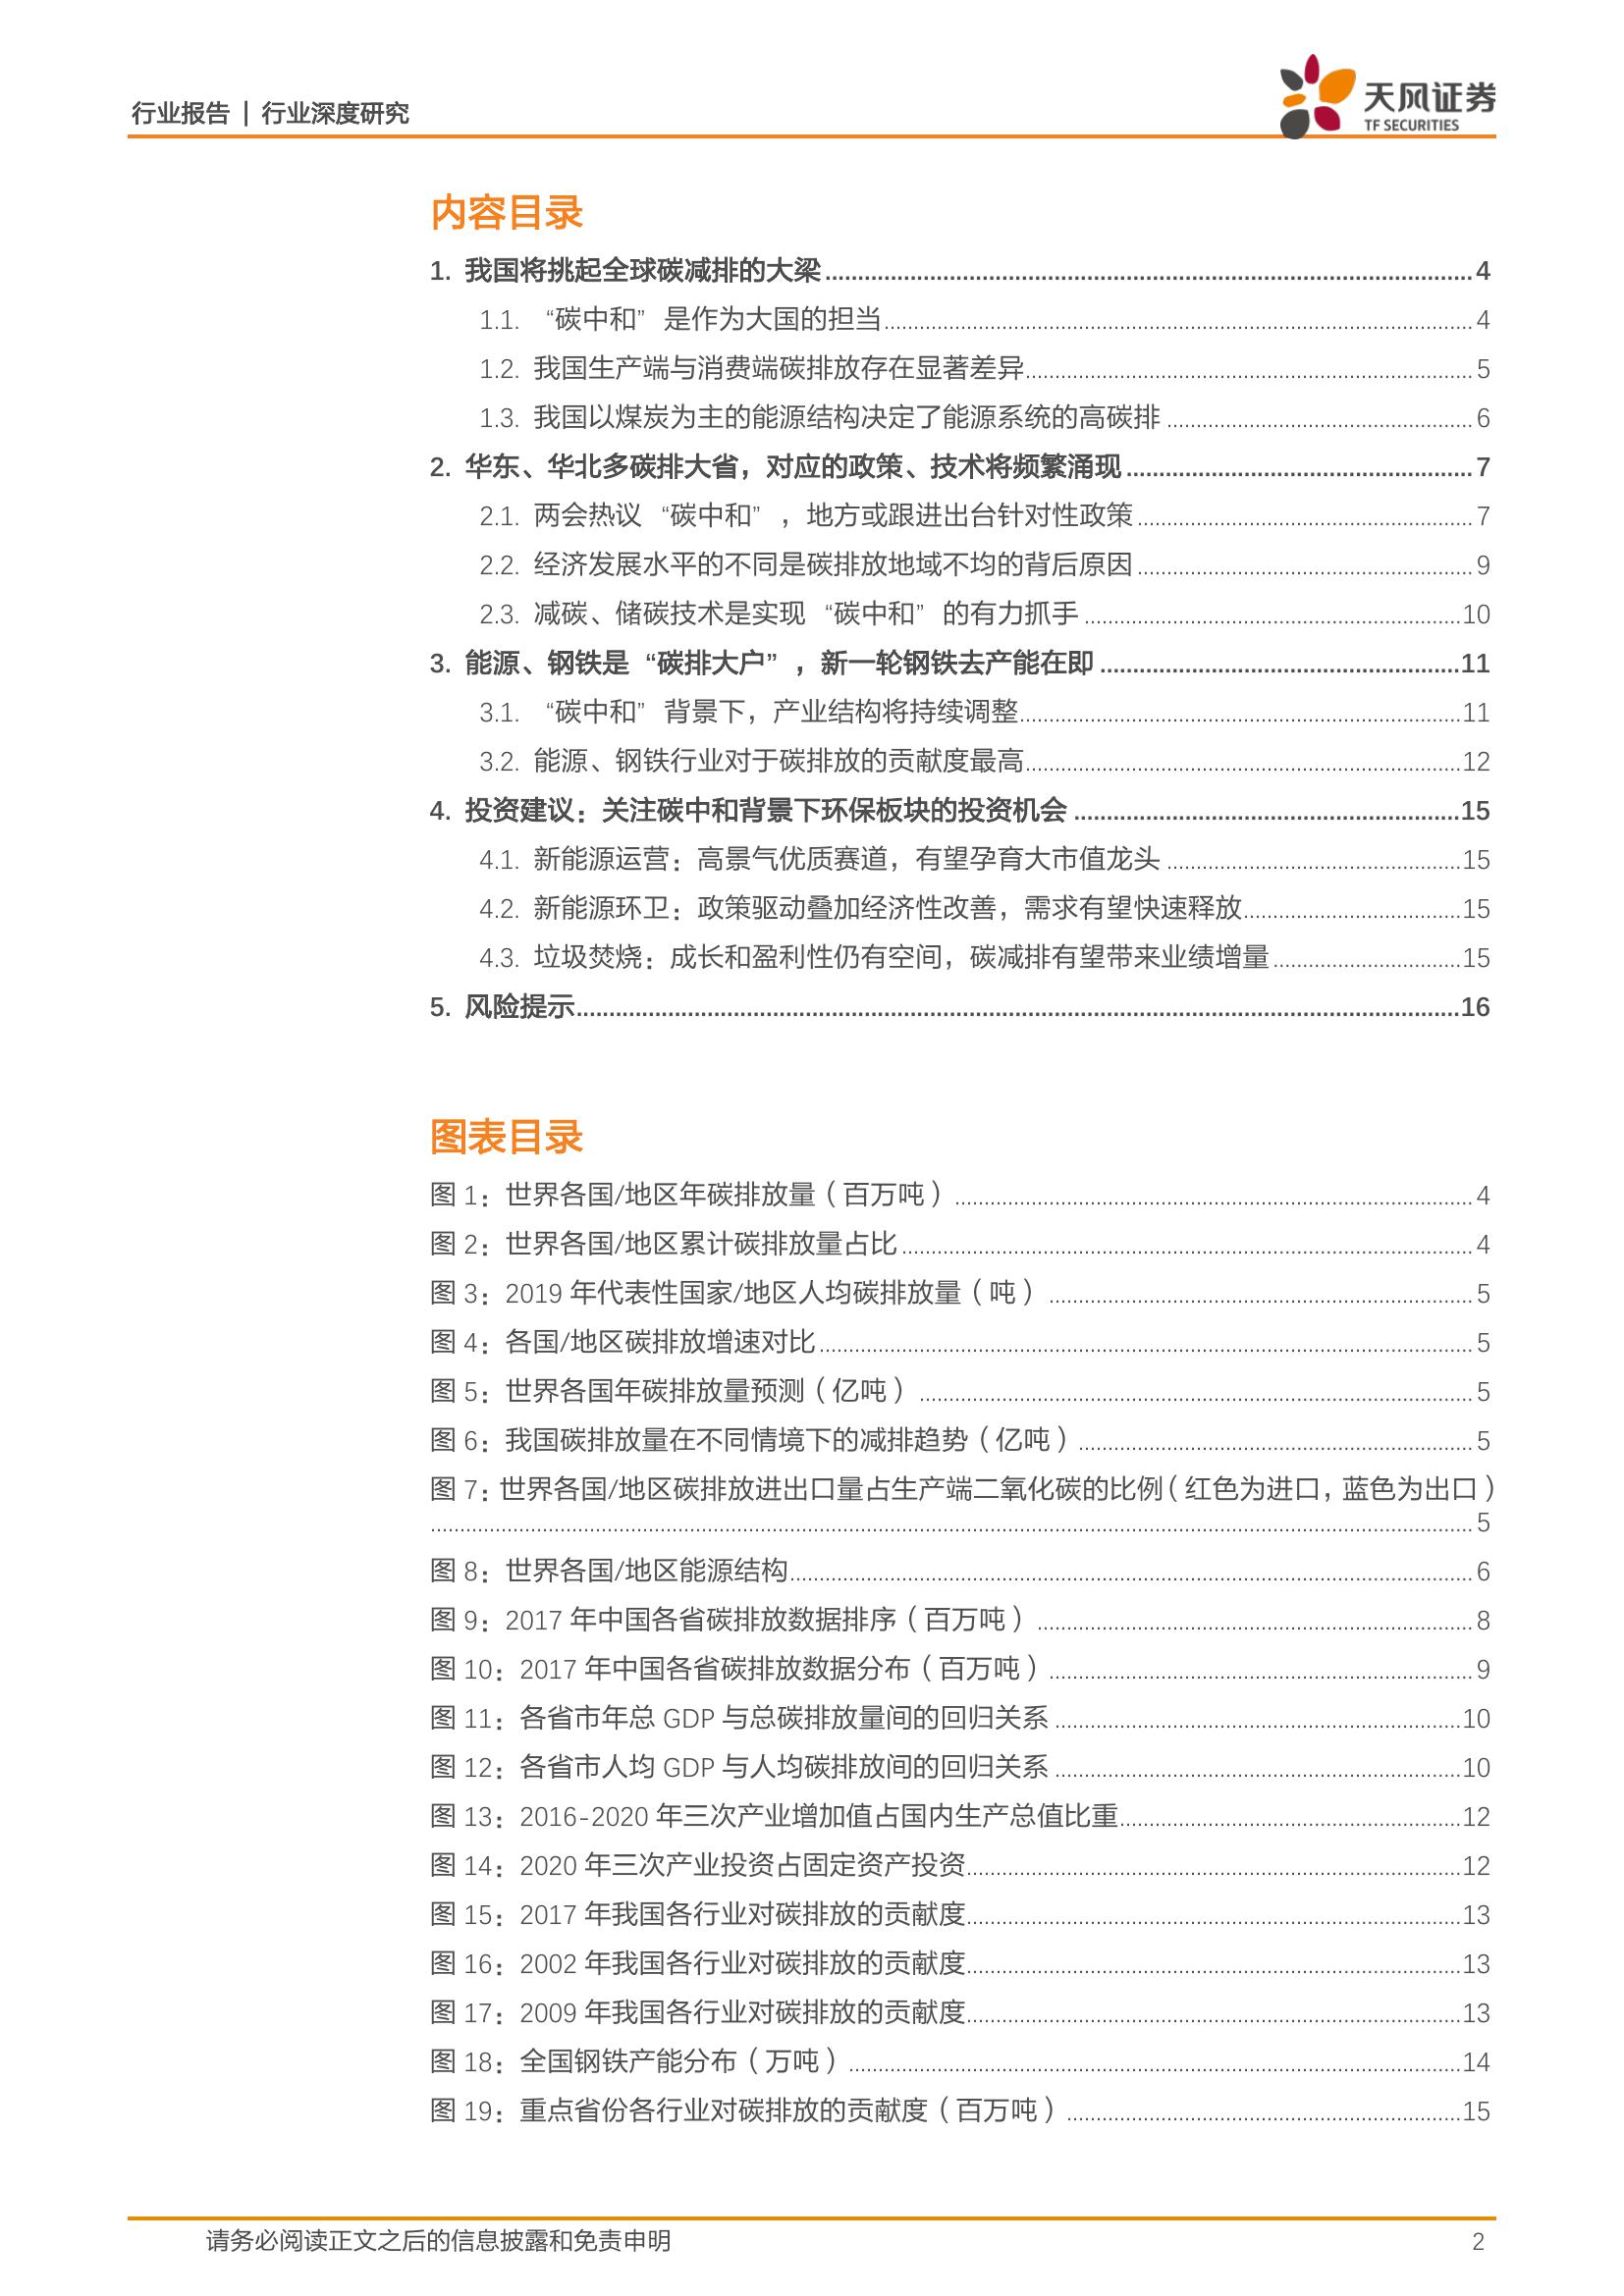 行业报告 | 行业深度研究
天风证券
TF SECURITIES
内容目录
1. 我国将挑起全球碳减排的大梁 4
1.1. “碳中和”是作为大国的担当 4
1.2. 我国生产端与消费端碳排放存在显著差异 5
1.3. 我国以煤炭为主的能源结构决定了能源系统的高碳排 6
2. 华东、华北多碳排大省，对应的政策、技术将频繁涌现 7
2.1. 两会热议“碳中和”，地方或跟进出台针对性政策 7
2.2. 经济发展水平的不同是碳排放地域不均的背后原因 9
2.3. 减碳、储碳技术是实现“碳中和”的有力抓手 10
3. 能源、钢铁是“碳排大户”，新一轮钢铁去产能在即 11
3.1. “碳中和”背景下，产业结构将持续调整 11
3.2. 能源、钢铁行业对于碳排放的贡献度最高 12
4. 投资建议：关注碳中和背景下环保板块的投资机会 15
4.1. 新能源运营：高景气优质赛道，有望孕育大市值龙头 15
4.2. 新能源环卫：政策驱动叠加经济性改善，需求有望快速释放 15
4.3. 垃圾焚烧：成长和盈利性仍有空间，碳减排有望带来业绩增量 15
5. 风险提示 16
图表目录
图 1：世界各国/地区年碳排放量（百万吨） 4
图 2：世界各国/地区累计碳排放量占比 4
图 3：2019 年代表性国家/地区人均碳排放量（吨） 5
图 4：各国/地区碳排放增速对比 5
图 5：世界各国年碳排放量预测（亿吨） 5
图 6：我国碳排放量在不同情境下的减排趋势（亿吨） 5
图 7：世界各国/地区碳排放进出口量占生产端二氧化碳的比例（红色为进口，蓝色为出口）
5
图 8：世界各国/地区能源结构 6
图 9：2017 年中国各省碳排放数据排序（百万吨） 8
图 10：2017 年中国各省碳排放数据分布（百万吨） 9
图 11：各省市年总 GDP 与总碳排放量间的回归关系 10
图 12：各省市人均 GDP 与人均碳排放间的回归关系 10
图 13：2016-2020 年三次产业增加值占国内生产总值比重 12
图 14：2020 年三次产业投资占固定资产投资 12
图 15：2017 年我国各行业对碳排放的贡献度 13
图 16：2002 年我国各行业对碳排放的贡献度 13
图 17：2009 年我国各行业对碳排放的贡献度 13
图 18：全国钢铁产能分布（万吨） 14
图 19：重点省份各行业对碳排放的贡献度（百万吨） 15
请务必阅读正文之后的信息披露和免责申明 2